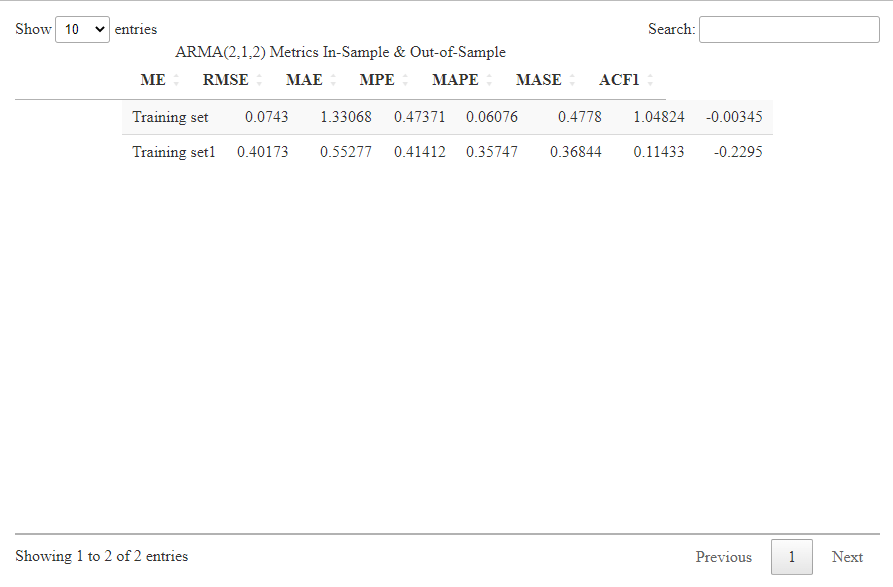 Show 10 entries Search:
ARMA(2,1,2) Metrics In-Sample & Out-of-Sample
ME RMSE MAE MPE MAPE MASE ACF1
Training set 0.0743 1.33068 0.47371 0.06076 0.4778 1.04824 -0.00345
Training set1 0.40173 0.55277 0.41412 0.35747 0.36844 0.11433 -0.2295
Showing 1 to 2 of 2 entries Previous 1 Next